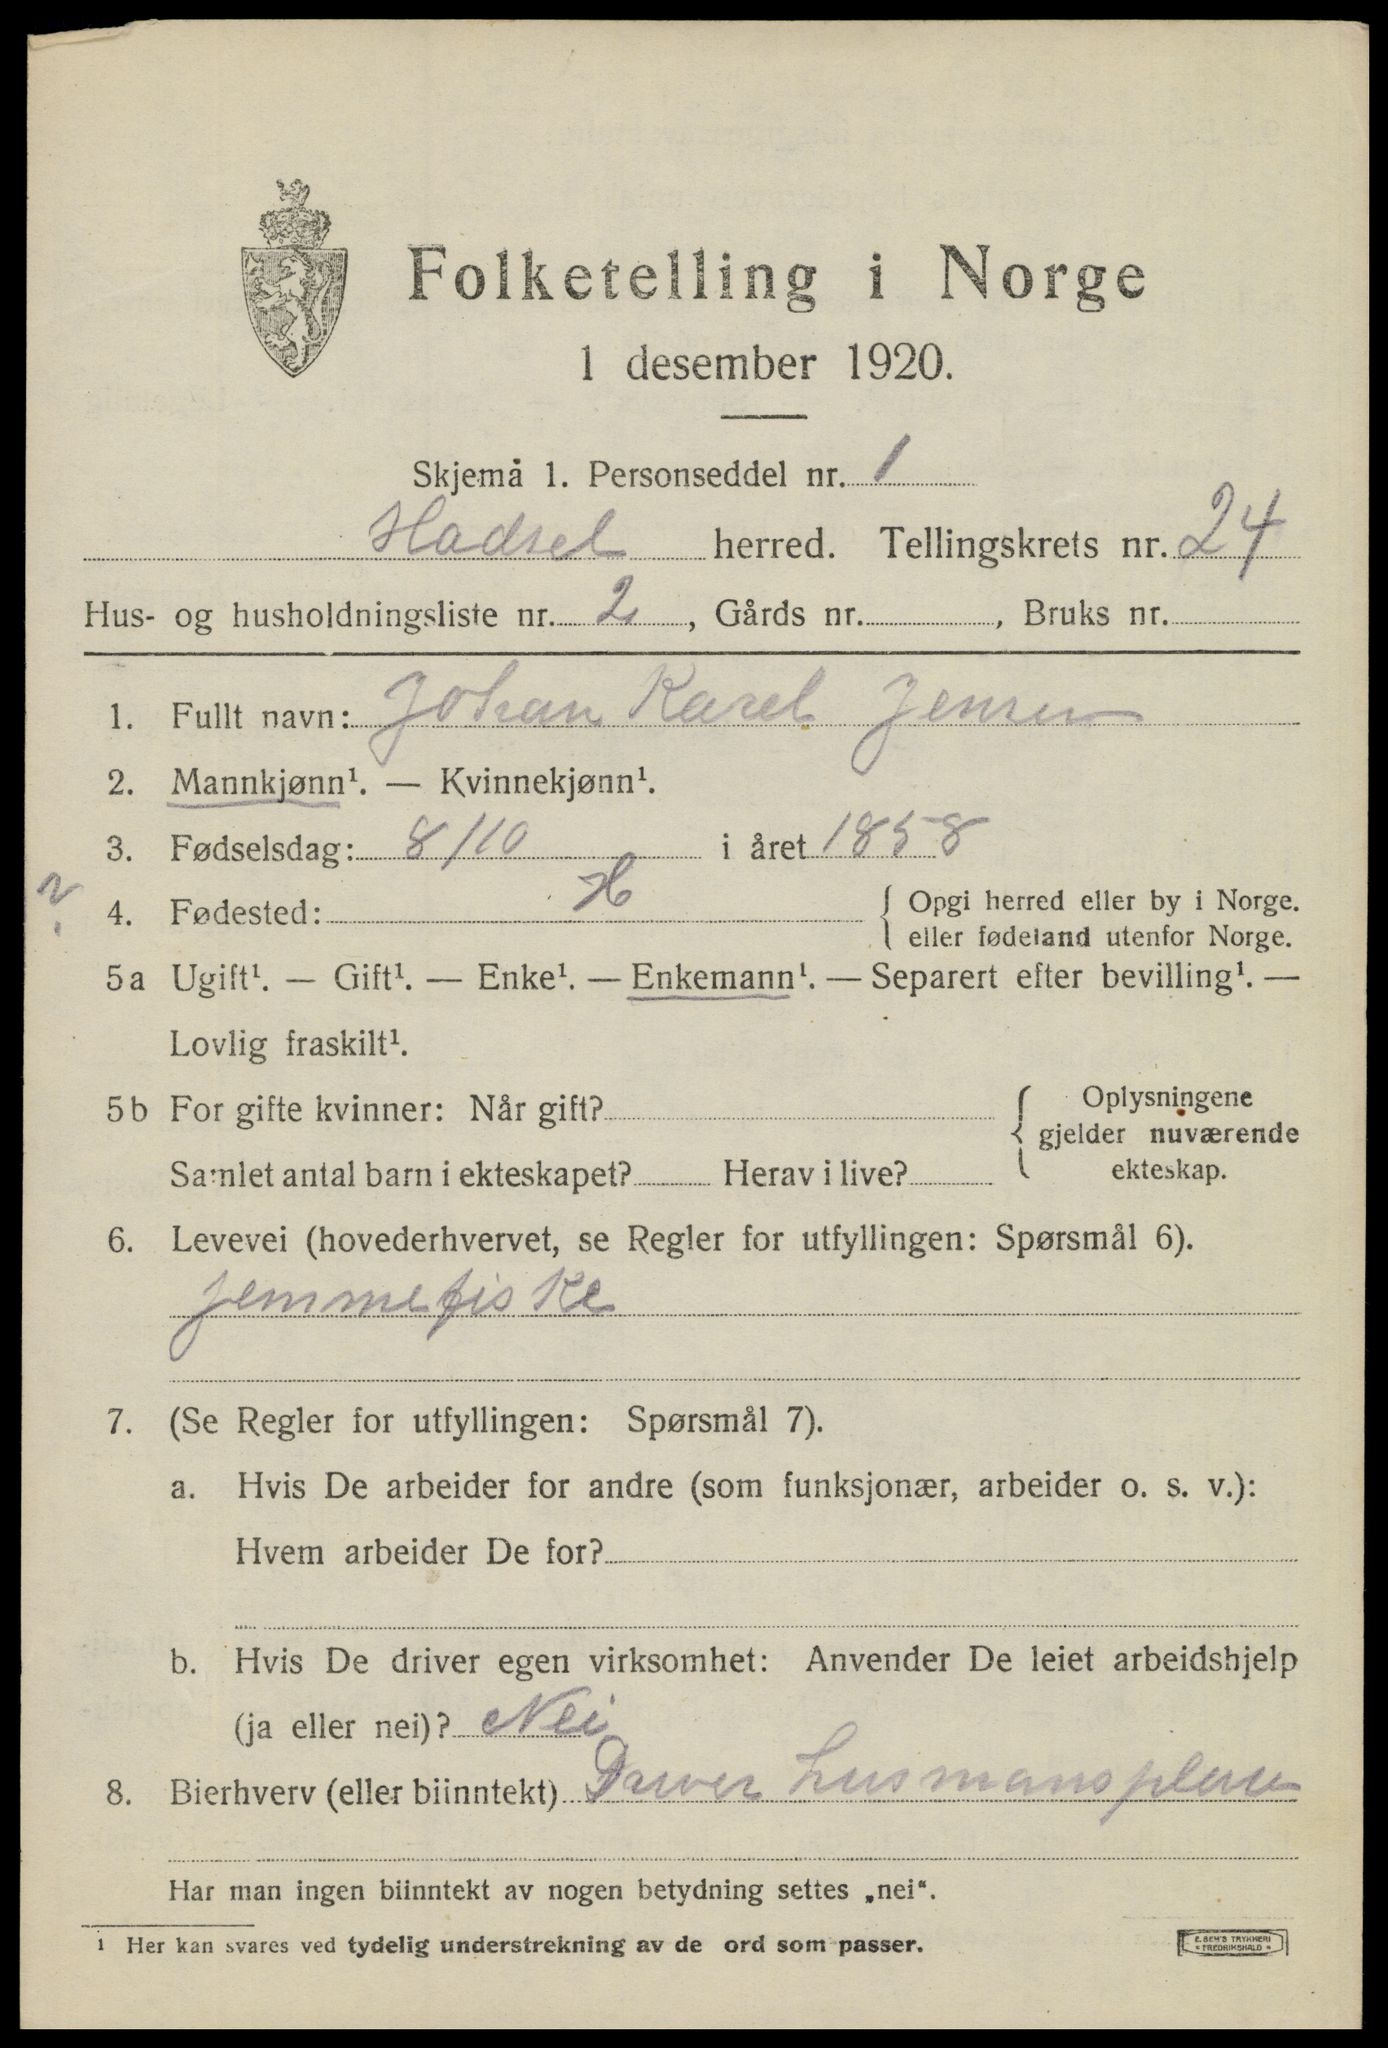 Folketelling i Norge
1 desember 1920.
Skjemå 1. Personseddel nr. 1
Hadsel herred. Tellingskrets nr. 24
Hus- og husholdningsliste nr. 2, Gårds nr. , Bruks nr.
1. Fullt navn: Johan Karel Jensen
2. Mannkjønn¹. — Kvinnekjønn¹.
3. Fødselsdag: 8/10 i året 1858
4. Fødested: H { Opgi herred eller by i Norge.
eller fødeland utenfor Norge.
5a Ugift¹. — Gift¹. — Enke¹. — Enkemann¹. — Separert efter bevilling¹. —
Lovlig fraskilt¹.
5b For gifte kvinner: Når gift? { Oplysningene
gjelder nuværende
Samlet antal barn i ekteskapet? Herav i live? ekteskap.
6. Levevei (hovederhvervet, se Regler for utfyllingen: Spørsmål 6).
jemmefiske
7. (Se Regler for utfyllingen: Spørsmål 7).
a. Hvis De arbeider for andre (som funksjonær, arbeider o. s. v.):
Hvem arbeider De for?
b. Hvis De driver egen virksomhet: Anvender De leiet arbeidshjelp
(ja eller nei)? Nei
8. Bierhverv (eller biinntekt) Driver
Har man ingen biinntekt av nogen betydning settes „nei“.
¹ Her kan svares ved tydelig understrekning av de ord som passer.
E. SEM'S TRYKKERI
* FREDRIKSHALD *